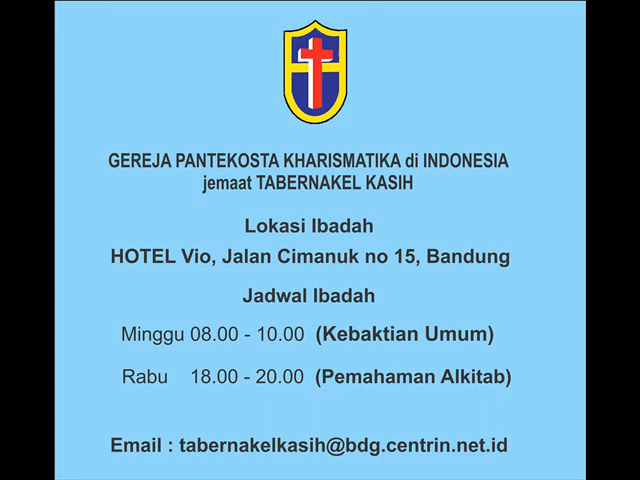 GEREJA PANTEKOSTA KHARISMATIKA di INDONESIA
jemaat TABERNAKEL KASIH
Lokasi Ibadah
HOTEL Vio, Jalan Cimanuk no 15, Bandung
Jadwal Ibadah
Minggu 08.00 - 10.00 (Kebaktian Umum)
Rabu 18.00 - 20.00 (Pemahaman Alkitab)
Email : tabernakelkasih@bdg.centrin.net.id